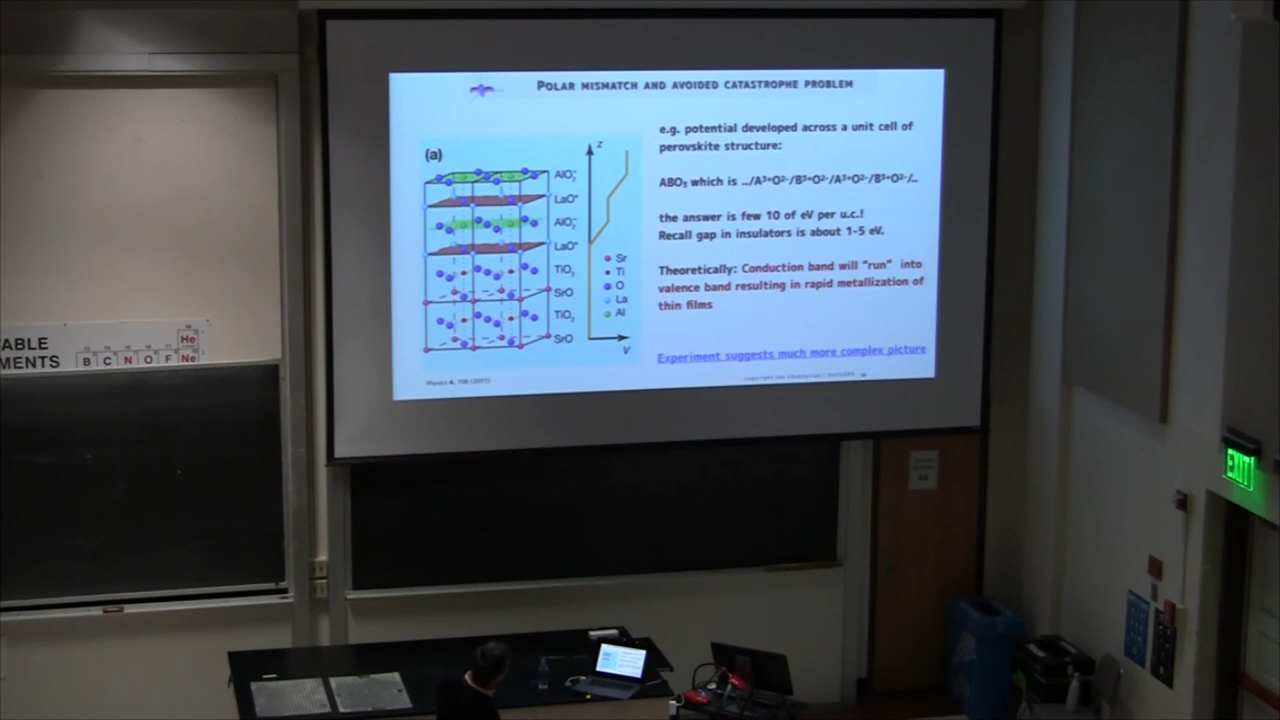 POLAR MISMATCH AND AVOIDED CATASTROPHE PROBLEM
(a)
z
AlO₂⁻
LaO⁺
AlO₂⁻
LaO⁺
TiO₂
SrO
TiO₂
SrO
Sr
Ti
O
La
Al
V
e.g. potential developed across a unit cell of
perovskite structure:
ABO₃ which is ../A³⁺O²⁻/B³⁺O²⁻/A³⁺O²⁻/B³⁺O²⁻/..
the answer is few 10 of eV per u.c.!
Recall gap in insulators is about 1-5 eV.
Theoretically: Conduction band will "run" into
valence band resulting in rapid metallization of
thin films
Experiment suggests much more complex picture
Physics 4, 106 (2011)
ABLE
MENTS
He
B C N O F Ne
EXIT